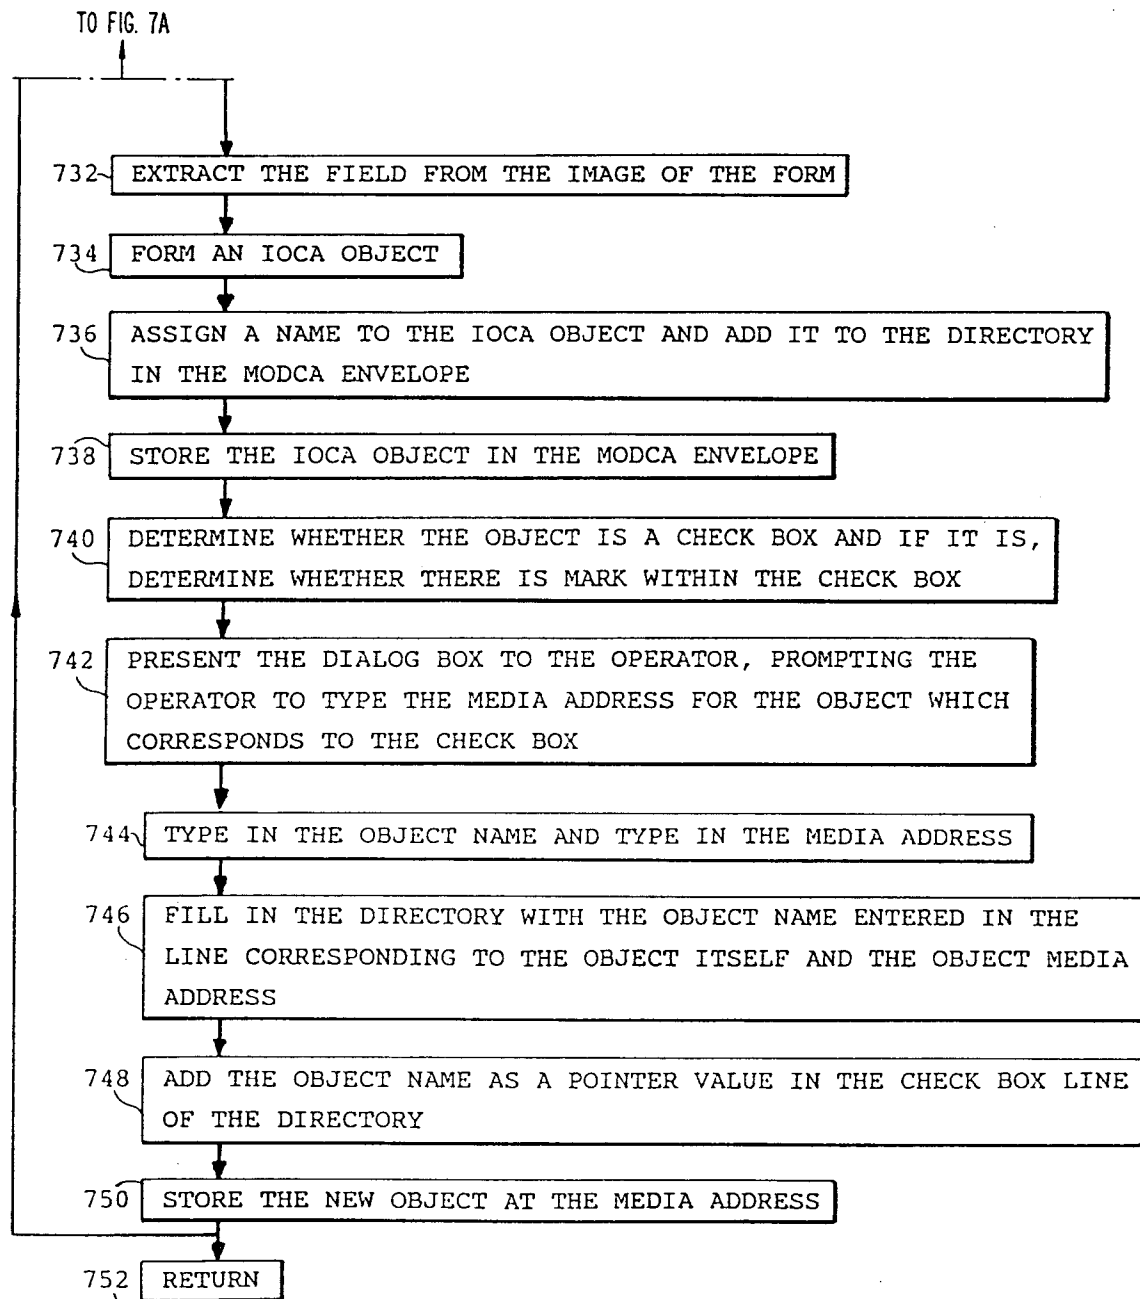 TO FIG. 7A
732 EXTRACT THE FIELD FROM THE IMAGE OF THE FORM
734 FORM AN IOCA OBJECT
736 ASSIGN A NAME TO THE IOCA OBJECT AND ADD IT TO THE DIRECTORY
IN THE MODCA ENVELOPE
738 STORE THE IOCA OBJECT IN THE MODCA ENVELOPE
740 DETERMINE WHETHER THE OBJECT IS A CHECK BOX AND IF IT IS,
DETERMINE WHETHER THERE IS MARK WITHIN THE CHECK BOX
742 PRESENT THE DIALOG BOX TO THE OPERATOR, PROMPTING THE
OPERATOR TO TYPE THE MEDIA ADDRESS FOR THE OBJECT WHICH
CORRESPONDS TO THE CHECK BOX
744 TYPE IN THE OBJECT NAME AND TYPE IN THE MEDIA ADDRESS
746 FILL IN THE DIRECTORY WITH THE OBJECT NAME ENTERED IN THE
LINE CORRESPONDING TO THE OBJECT ITSELF AND THE OBJECT MEDIA
ADDRESS
748 ADD THE OBJECT NAME AS A POINTER VALUE IN THE CHECK BOX LINE
OF THE DIRECTORY
750 STORE THE NEW OBJECT AT THE MEDIA ADDRESS
752 RETURN